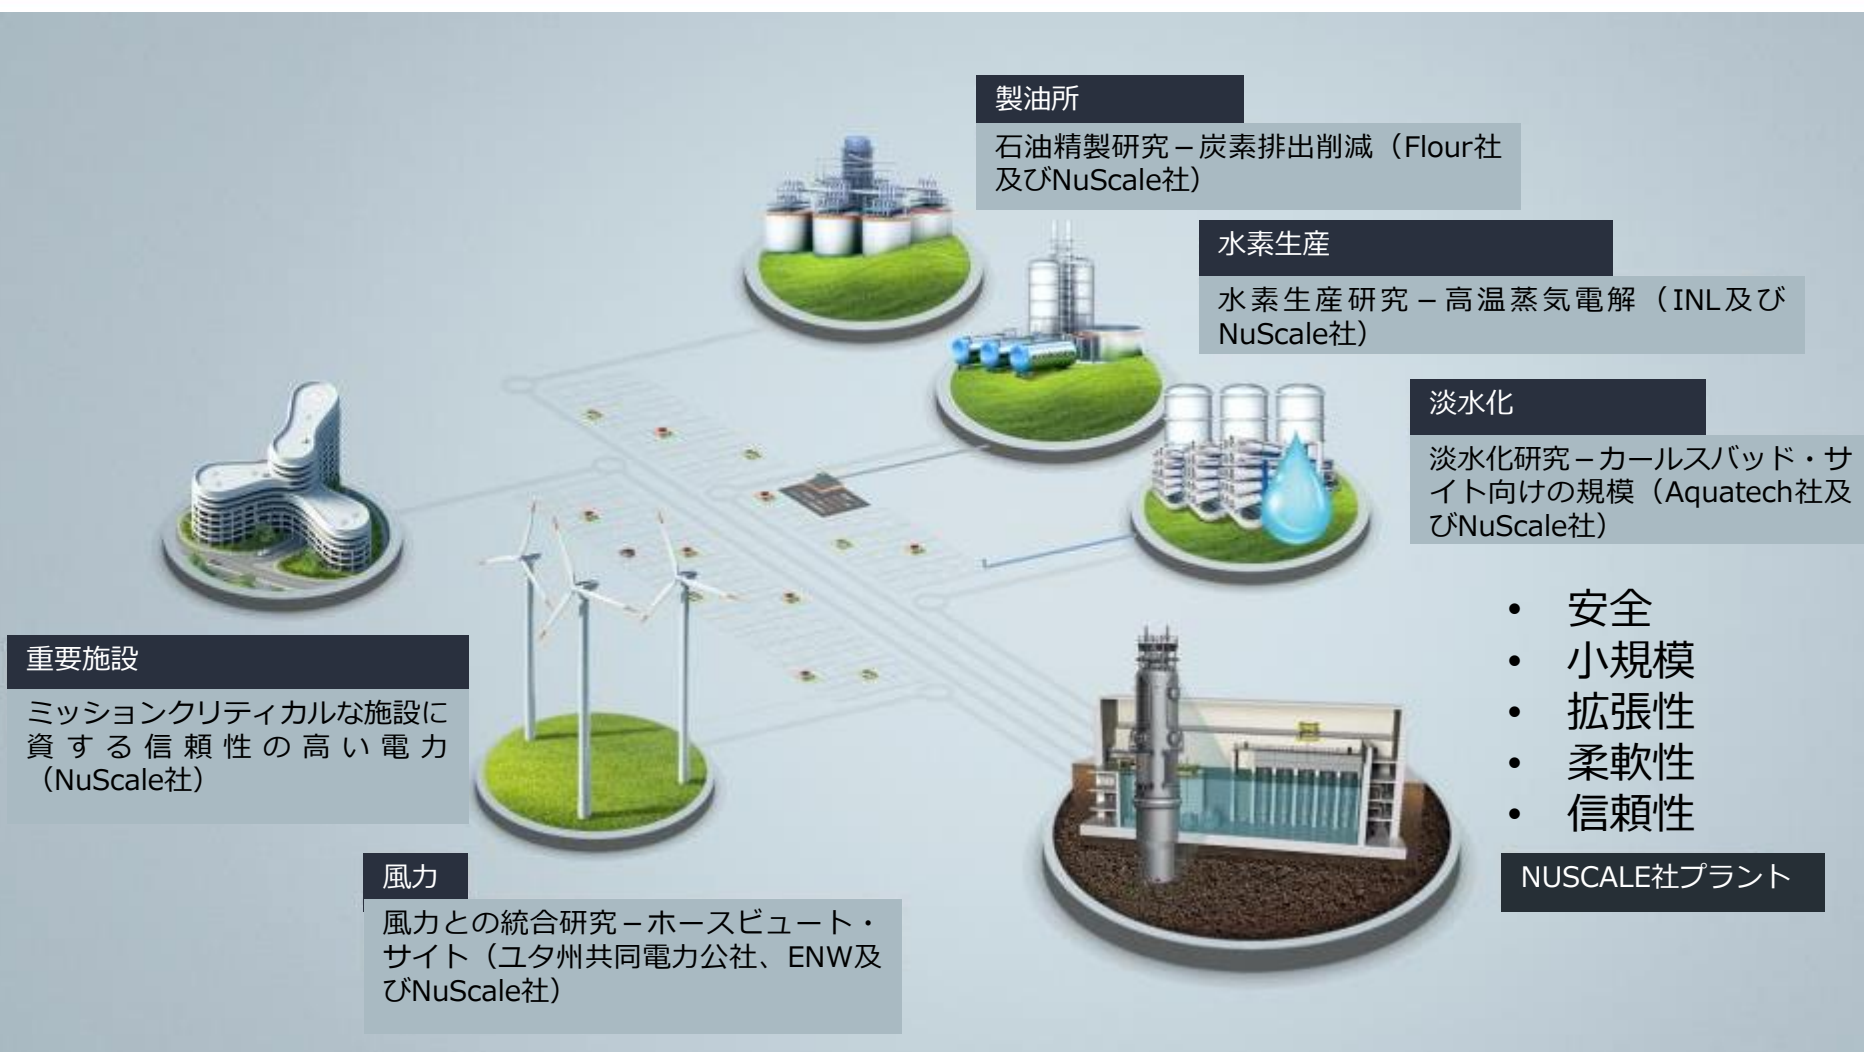 製油所
石油精製研究 – 炭素排出削減（Flour社
及びNuScale社）
水素生産
水素生産研究 – 高温蒸気電解（INL及び
NuScale社）
淡水化
淡水化研究 – カールスバッド・サ
イト向けの規模（Aquatech社及
びNuScale社）
• 安全
• 小規模
• 拡張性
• 柔軟性
• 信頼性
NUSCALE社プラント
重要施設
ミッションクリティカルな施設に
資する信頼性の高い電力
（NuScale社）
風力
風力との統合研究 – ホースビュート・
サイト（ユタ州共同電力公社、ENW及
びNuScale社）